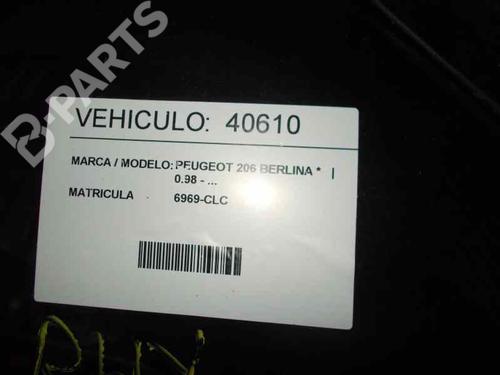 B-PARTS
VEHICULO: 40610
MARCA / MODELO: PEUGEOT 206 BERLINA * |
0.98 - ...
MATRICULA 6969-CLC